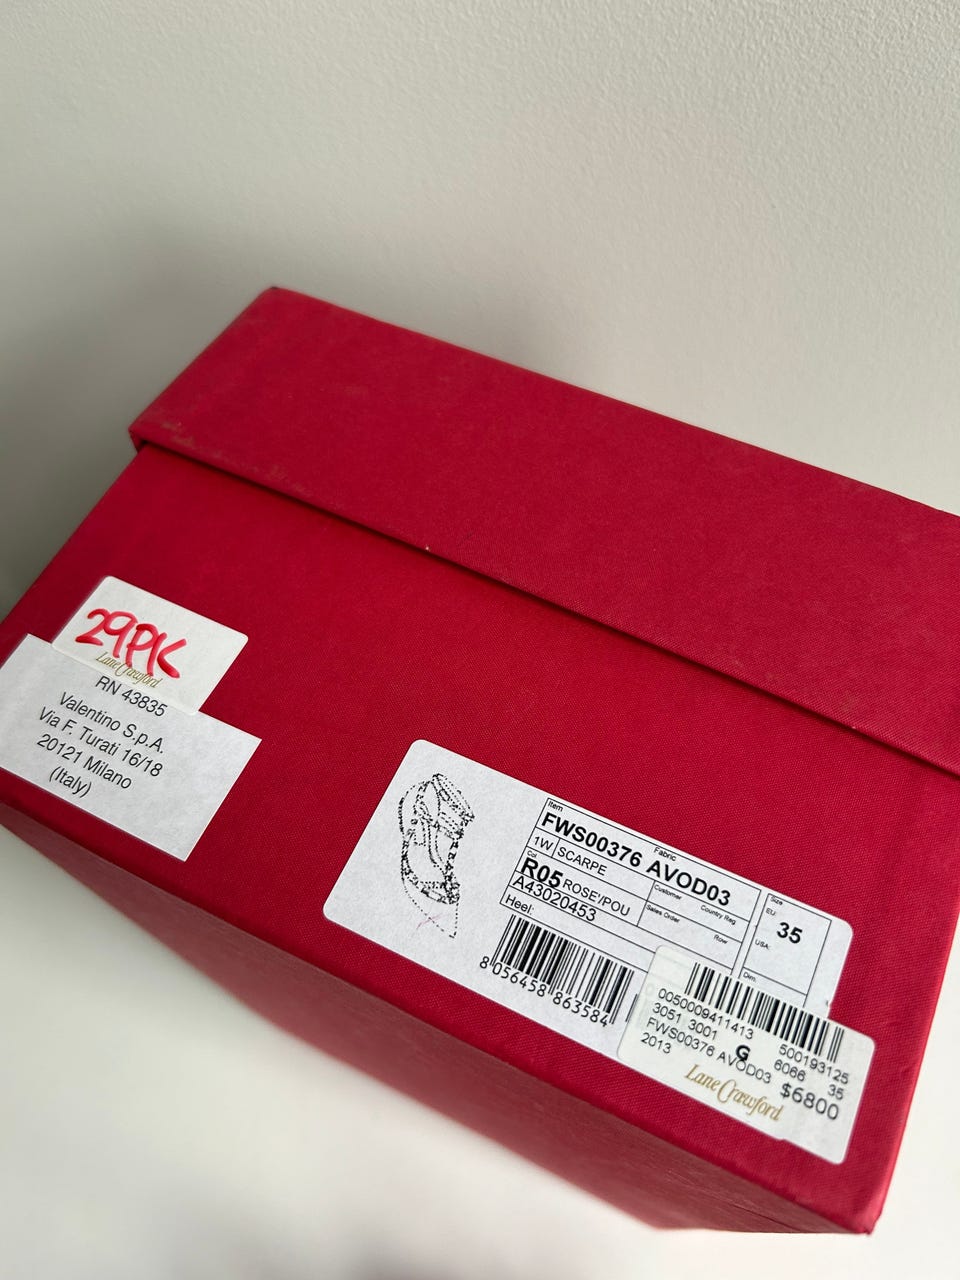 29PK
Lane Crawford
RN 43835
Valentino S.p.A.
Via F. Turati 16/18
20121 Milano
(Italy)
Item
Fabric
FWS00376 AVOD03
1W SCARPE
Col
R05 ROSE'/POU
A43020453
Heel:
Customer
Country Reg
Sales Order
Row
Size
EU:
35
USA:
Dim.
8 056458 863584
0050009411413 500193125
3051 3001 G 6066 35
FWS00376 AVOD03
2013 $6800
Lane Crawford